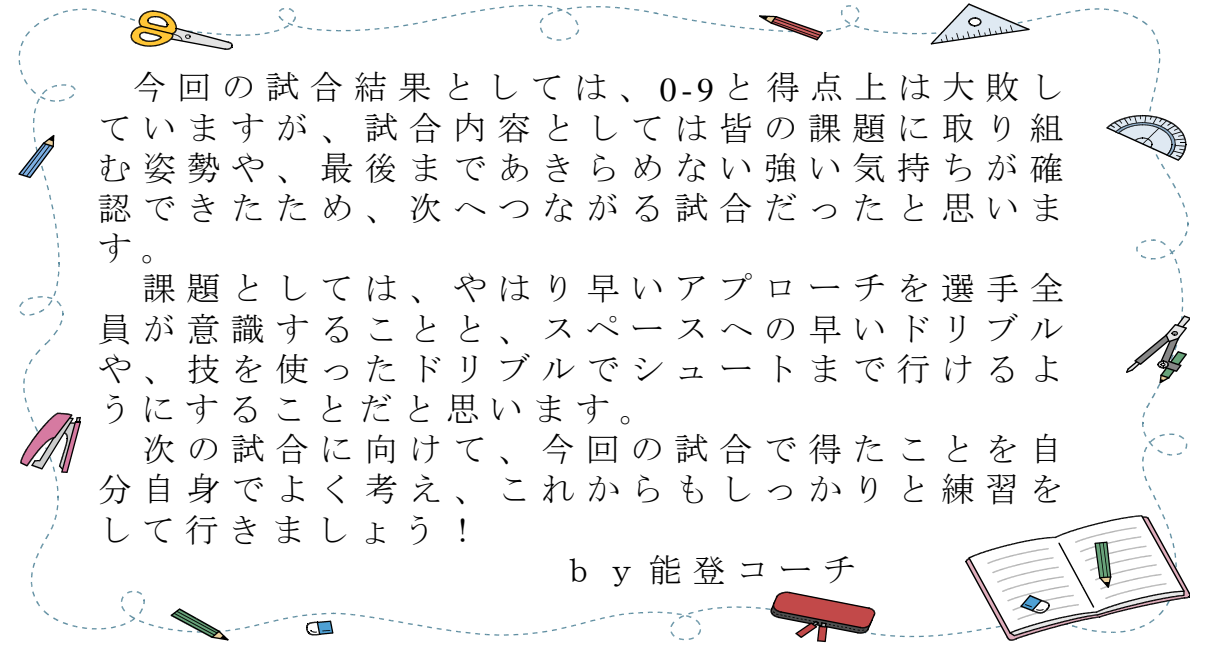 今回の試合結果としては、0-9と得点上は大敗し
ていますが、試合内容としては皆の課題に取り組
む姿勢や、最後まであきらめない強い気持ちが確
認できたため、次へつながる試合だったと思いま
す。
課題としては、やはり早いアプローチを選手全
員が意識することと、スペースへの早いドリブル
や、技を使ったドリブルでシュートまで行けるよ
うにすることだと思います。
次の試合に向けて、今回の試合で得たことを自
分自身でよく考え、これからもしっかりと練習を
して行きましょう！
ｂｙ能登コーチ